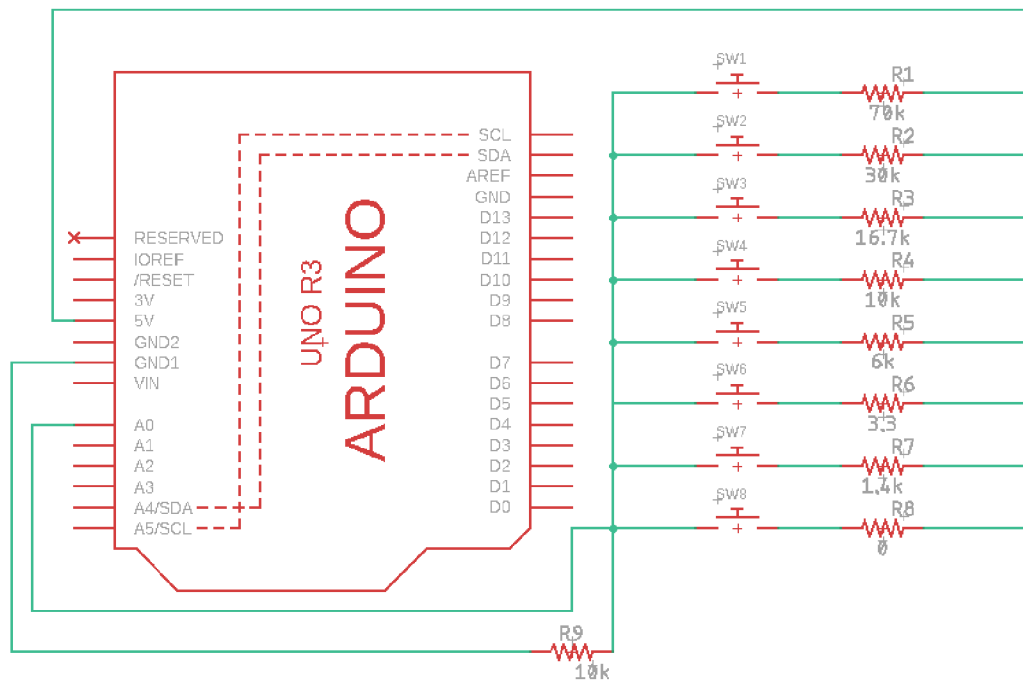 SW1
R1
70k
SW2
R2
30k
SW3
R3
16.7k
SW4
R4
10k
SW5
R5
6k
SW6
R6
3.3
SW7
R7
1.4k
SW8
R8
0
R9
10k
RESERVED
IOREF
/RESET
3V
5V
GND2
GND1
VIN
A0
A1
A2
A3
A4/SDA
A5/SCL
UNO R3
ARDUINO
SCL
SDA
AREF
GND
D13
D12
D11
D10
D9
D8
D7
D6
D5
D4
D3
D2
D1
D0